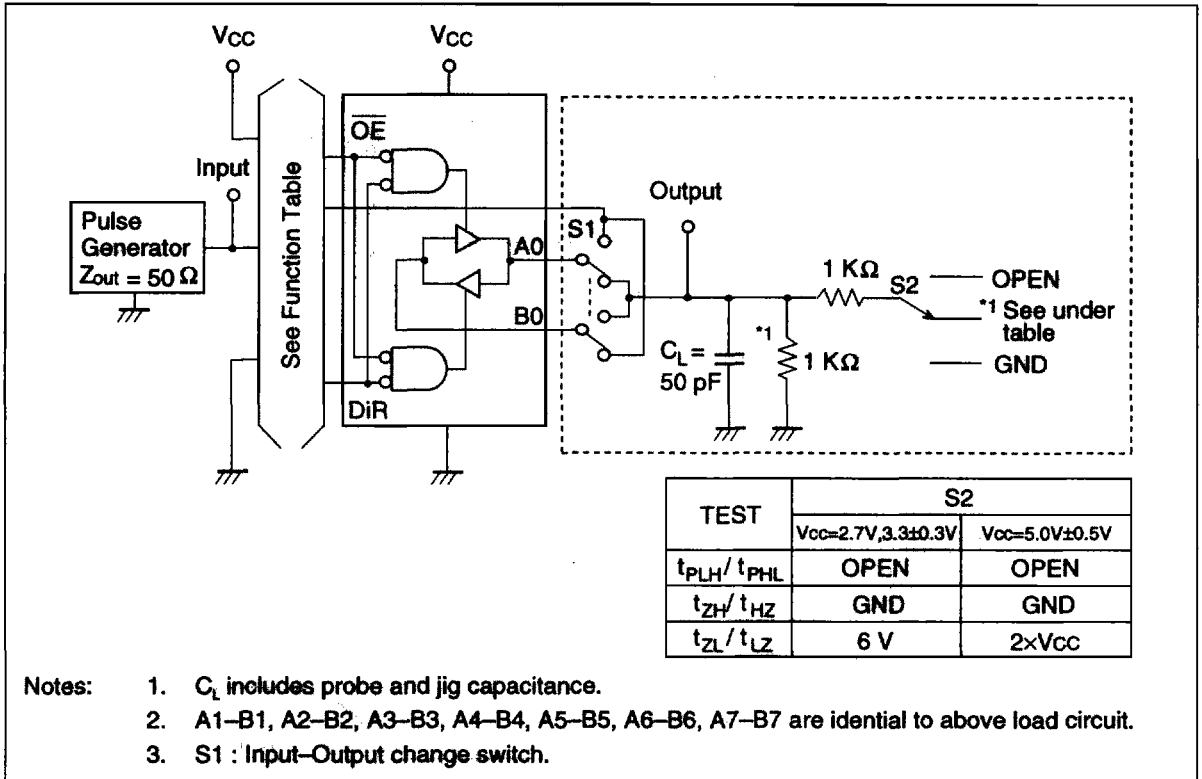 VCC
VCC
Input
Pulse
Generator
Zout = 50 Ω
See Function Table
OE
DiR
A0
B0
S1
Output
CL =
50 pF
*1
1 KΩ
1 KΩ
S2
OPEN
*1 See under
table
GND
TEST
S2
Vcc=2.7V,3.3±0.3V
Vcc=5.0V±0.5V
tPLH/ tPHL
OPEN
OPEN
tZH/ tHZ
GND
GND
tZL/ tLZ
6 V
2×VCC
Notes: 1. CL includes probe and jig capacitance.
2. A1–B1, A2–B2, A3–B3, A4–B4, A5–B5, A6–B6, A7–B7 are idential to above load circuit.
3. S1 : Input–Output change switch.